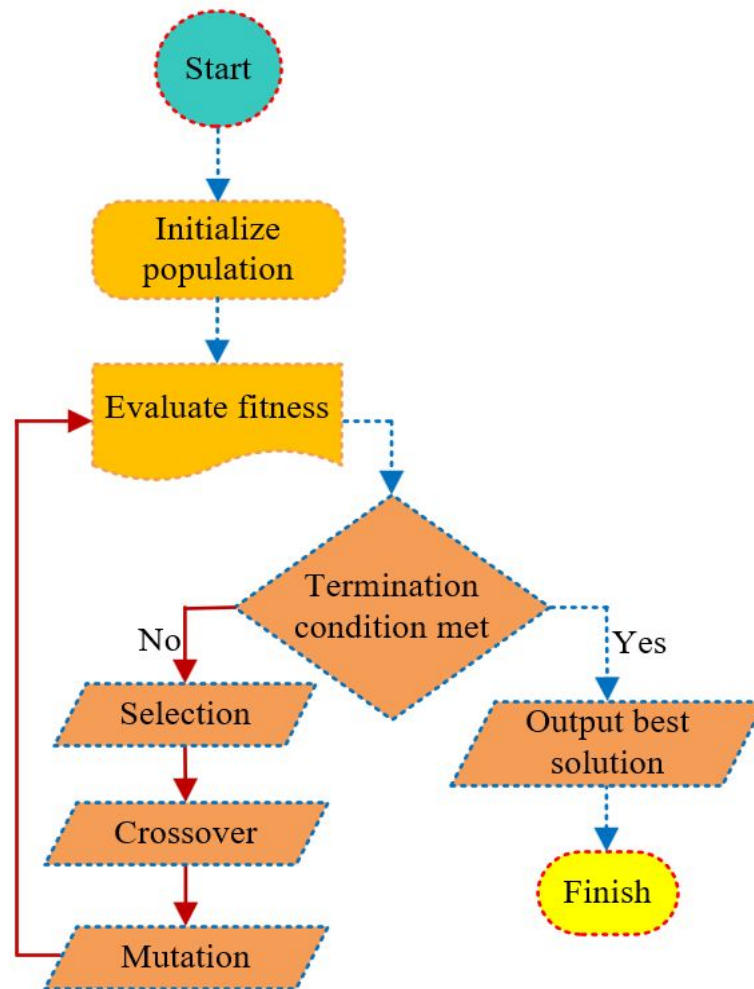 Start
Initialize
population
Evaluate fitness
Termination
condition met
No
Yes
Selection
Output best
solution
Crossover
Finish
Mutation